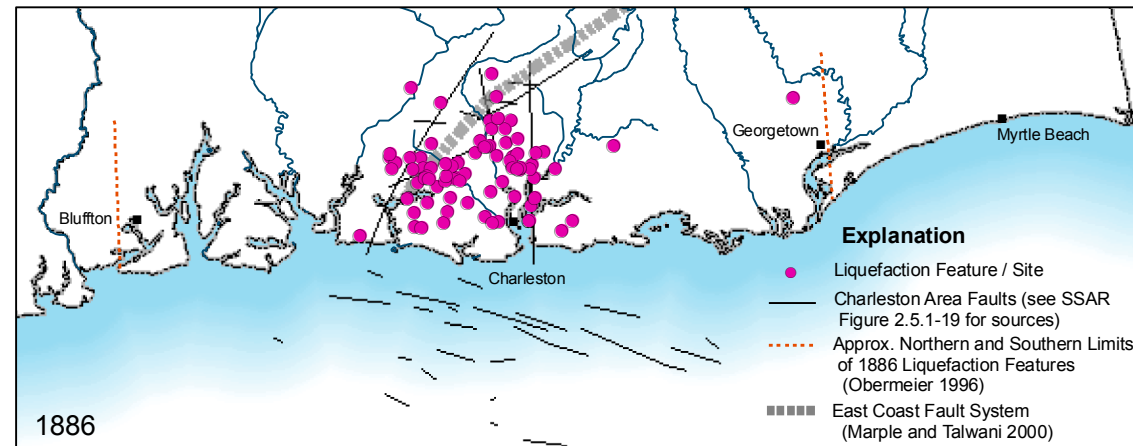 Georgetown
Myrtle Beach
Bluffton
Charleston
Explanation
Liquefaction Feature / Site
Charleston Area Faults (see SSAR
Figure 2.5.1-19 for sources)
Approx. Northern and Southern Limits
of 1886 Liquefaction Features
(Obermeier 1996)
East Coast Fault System
(Marple and Talwani 2000)
1886